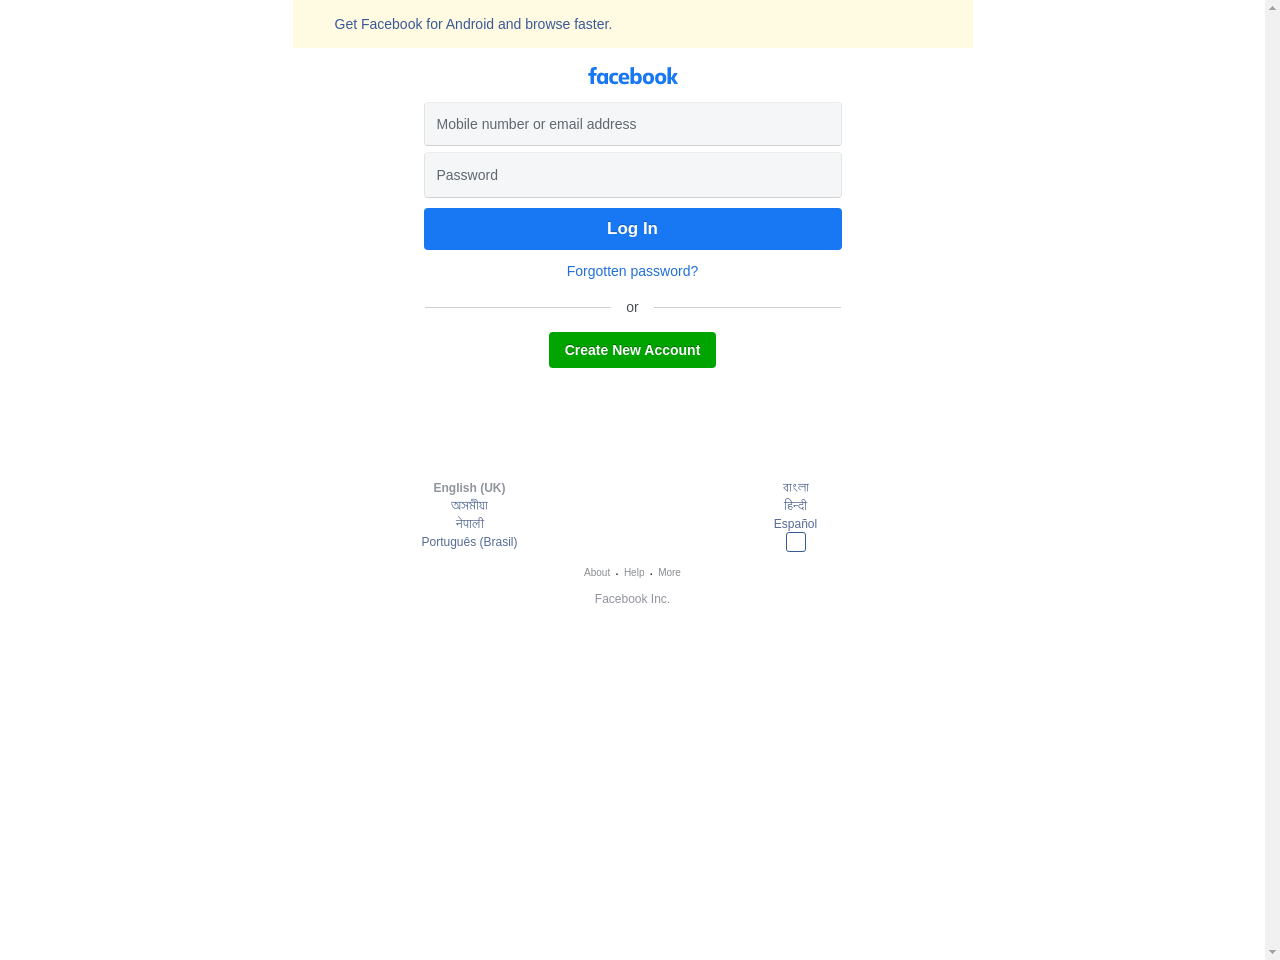 Get Facebook for Android and browse faster.
facebook
Mobile number or email address
Password
Log In
Forgotten password?
or
Create New Account
English (UK)
বাংলা
অসমীয়া
हिन्दी
नेपाली
Español
Português (Brasil)
About · Help · More
Facebook Inc.